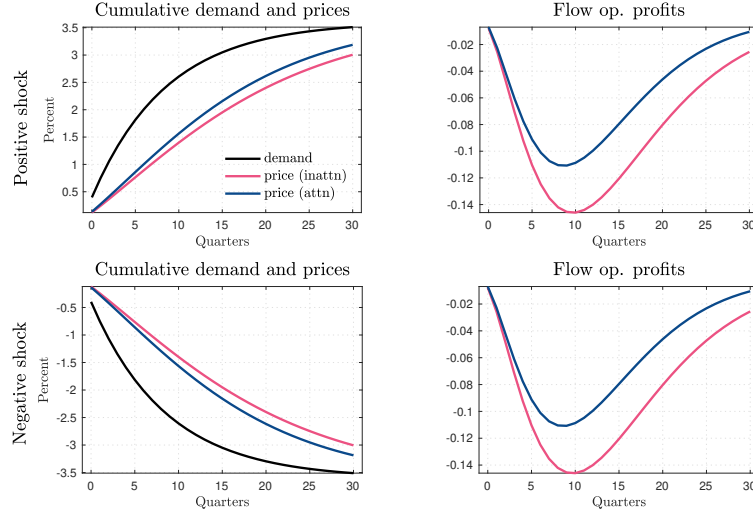 Cumulative demand and prices
Flow op. profits
Positive shock
Percent
3.5
3
2.5
2
1.5
1
0.5
demand
price (inattn)
price (attn)
0 5 10 15 20 25 30
Quarters
-0.02
-0.04
-0.06
-0.08
-0.1
-0.12
-0.14
0 5 10 15 20 25 30
Quarters
Cumulative demand and prices
Flow op. profits
Negative shock
Percent
-0.5
-1
-1.5
-2
-2.5
-3
-3.5
0 5 10 15 20 25 30
Quarters
-0.02
-0.04
-0.06
-0.08
-0.1
-0.12
-0.14
0 5 10 15 20 25 30
Quarters